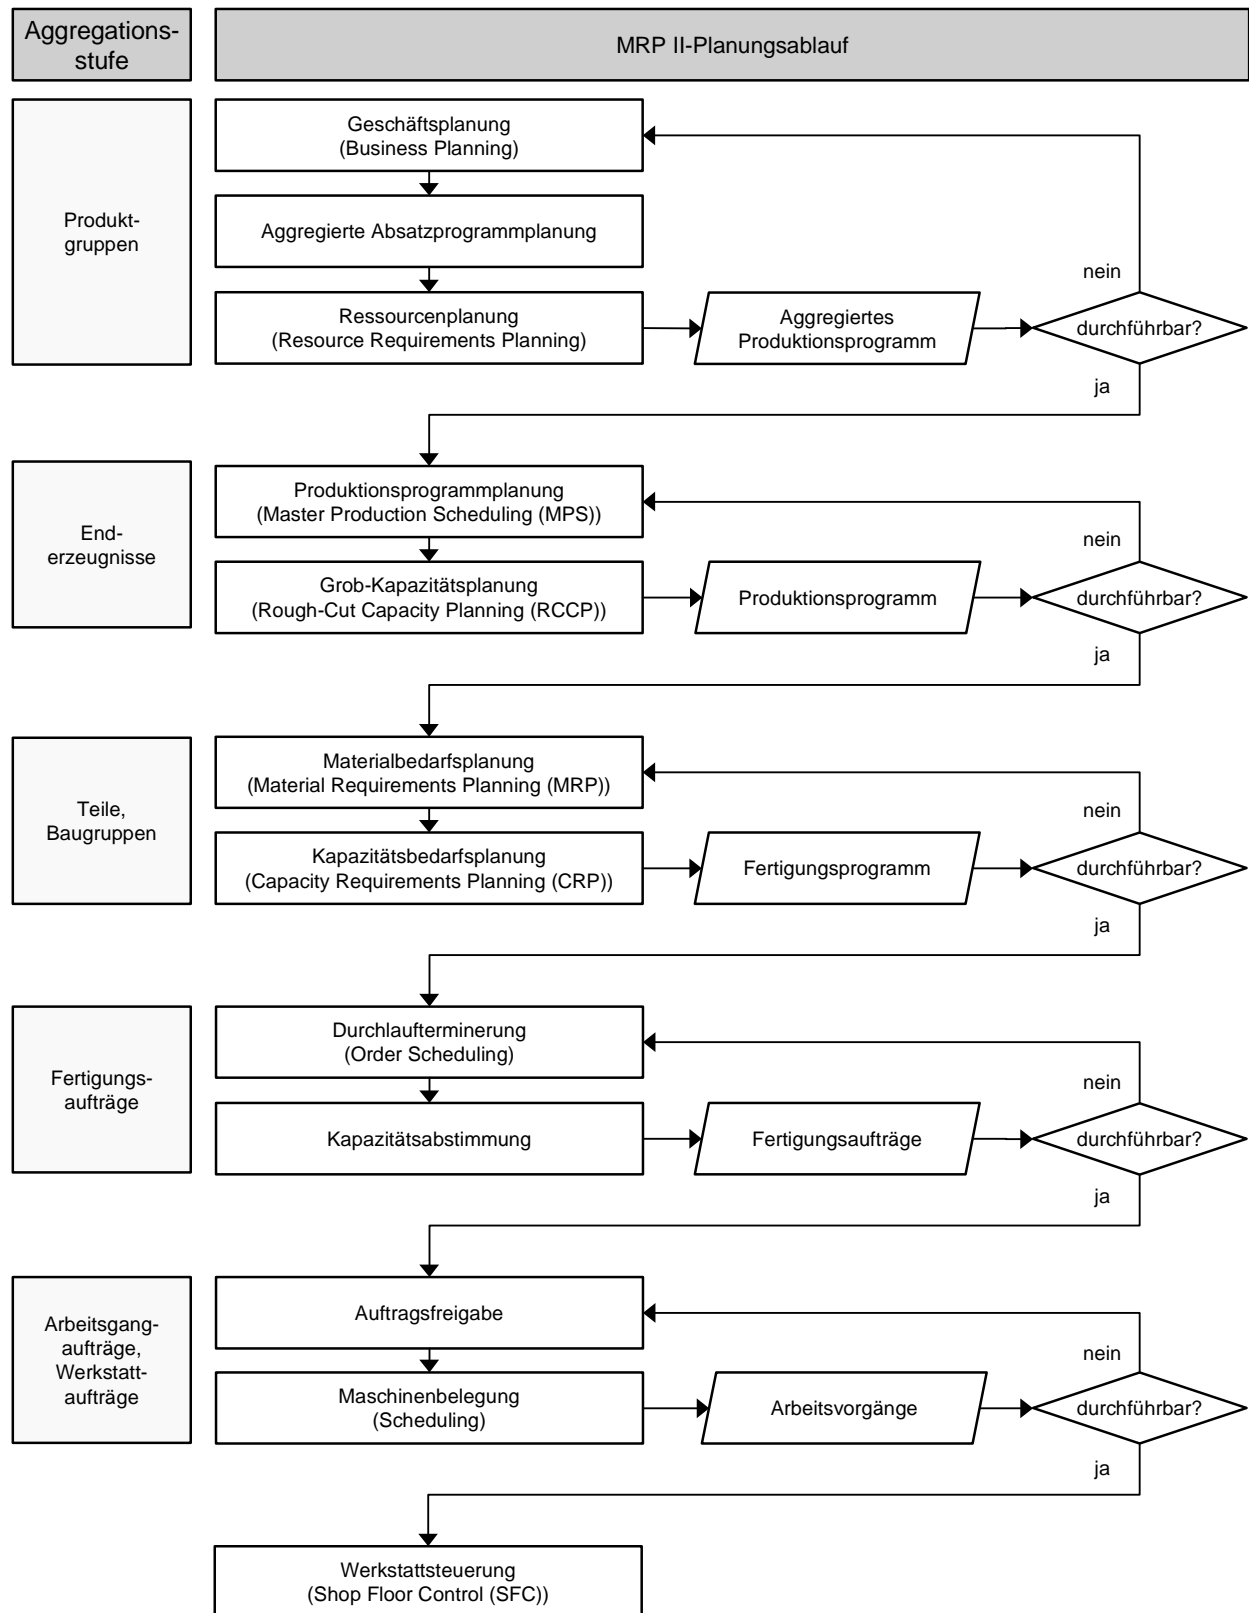 Aggregations-
stufe
MRP II-Planungsablauf
Produkt-
gruppen
Geschäftsplanung
(Business Planning)
Aggregierte Absatzprogrammplanung
Ressourcenplanung
(Resource Requirements Planning)
Aggregiertes
Produktionsprogramm
nein
durchführbar?
ja
End-
erzeugnisse
Produktionsprogrammplanung
(Master Production Scheduling (MPS))
Grob-Kapazitätsplanung
(Rough-Cut Capacity Planning (RCCP))
Produktionsprogramm
nein
durchführbar?
ja
Teile,
Baugruppen
Materialbedarfsplanung
(Material Requirements Planning (MRP))
Kapazitätsbedarfsplanung
(Capacity Requirements Planning (CRP))
Fertigungsprogramm
nein
durchführbar?
ja
Fertigungs-
aufträge
Durchlaufterminerung
(Order Scheduling)
Kapazitätsabstimmung
Fertigungsaufträge
nein
durchführbar?
ja
Arbeitsgang-
aufträge,
Werkstatt-
aufträge
Auftragsfreigabe
Maschinenbelegung
(Scheduling)
Arbeitsvorgänge
nein
durchführbar?
ja
Werkstattsteuerung
(Shop Floor Control (SFC))